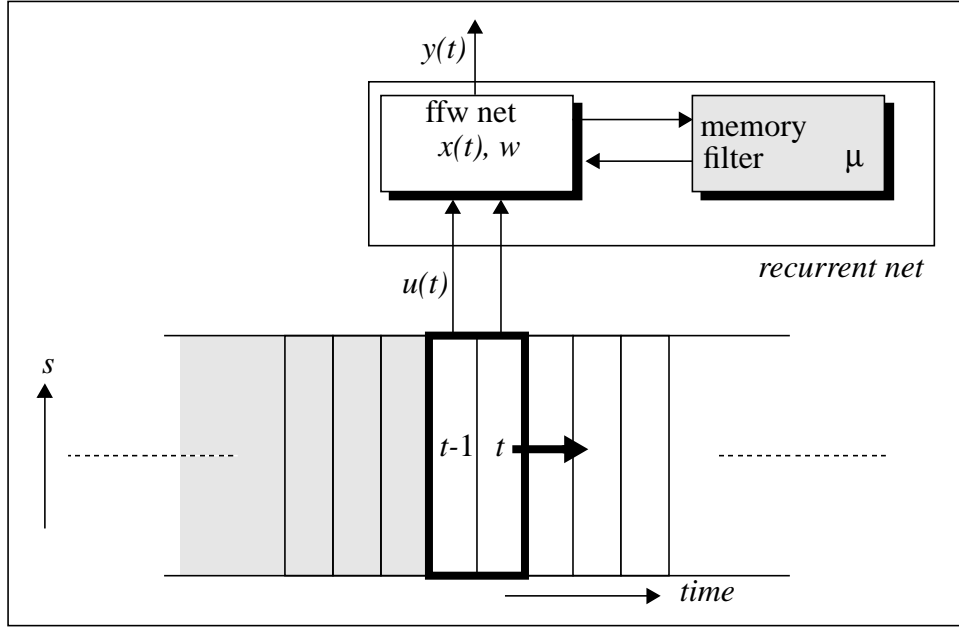 y(t)
ffw net
x(t), w
memory
filter μ
recurrent net
u(t)
s
t-1 t
time